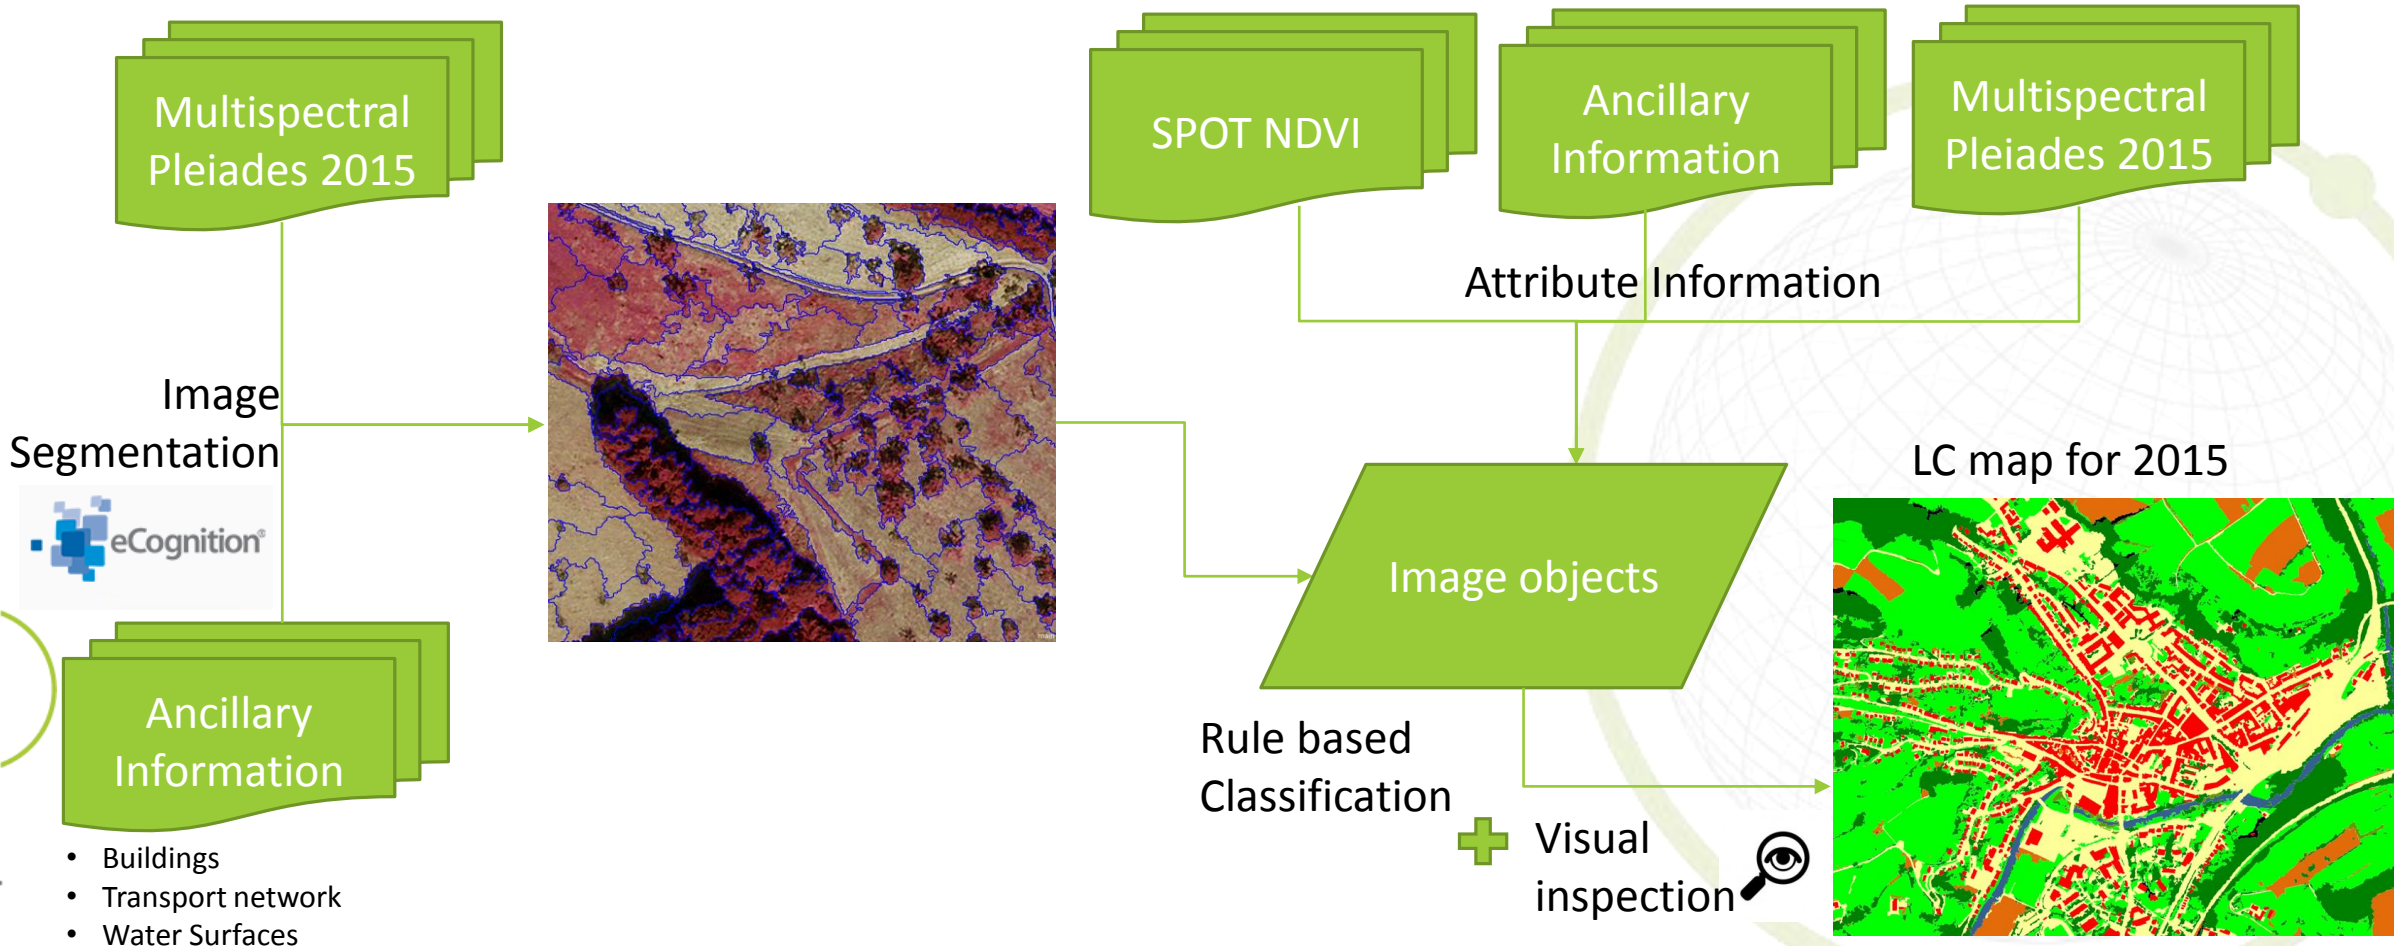 Multispectral
Pleiades 2015
SPOT NDVI
Ancillary
Information
Multispectral
Pleiades 2015
Attribute Information
Image
Segmentation
eCognition®
LC map for 2015
Image objects
Ancillary
Information
Rule based
Classification
Visual
inspection
• Buildings
• Transport network
• Water Surfaces